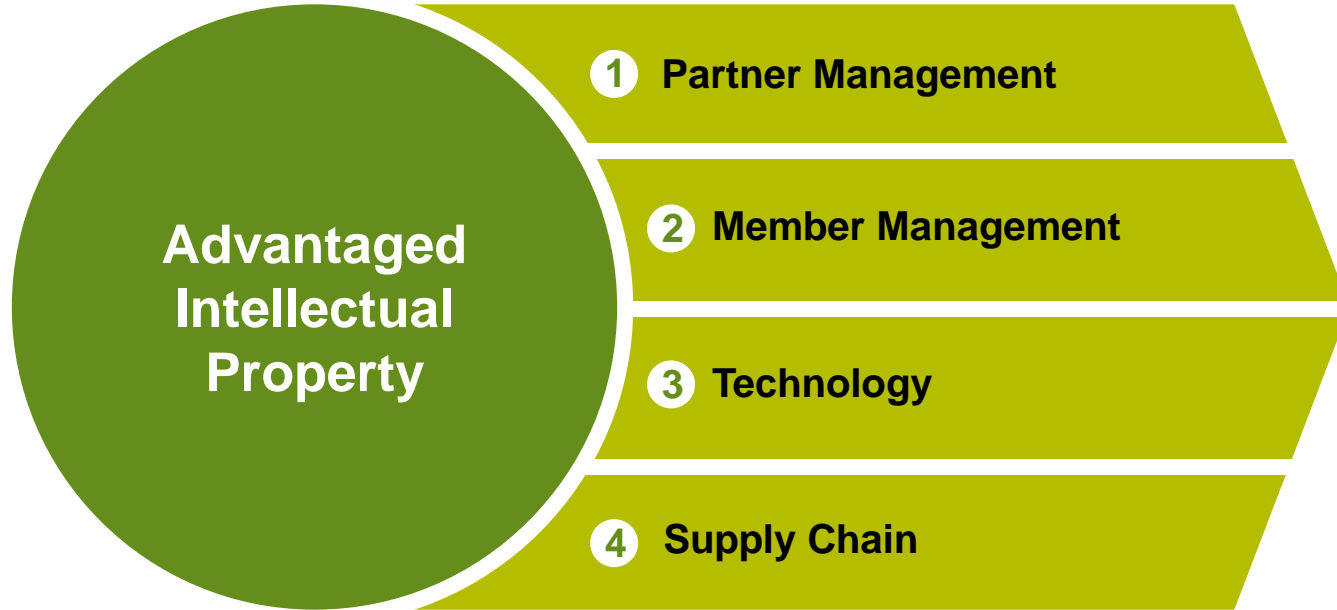 Advantaged
Intellectual
Property
1 Partner Management
2 Member Management
3 Technology
4 Supply Chain